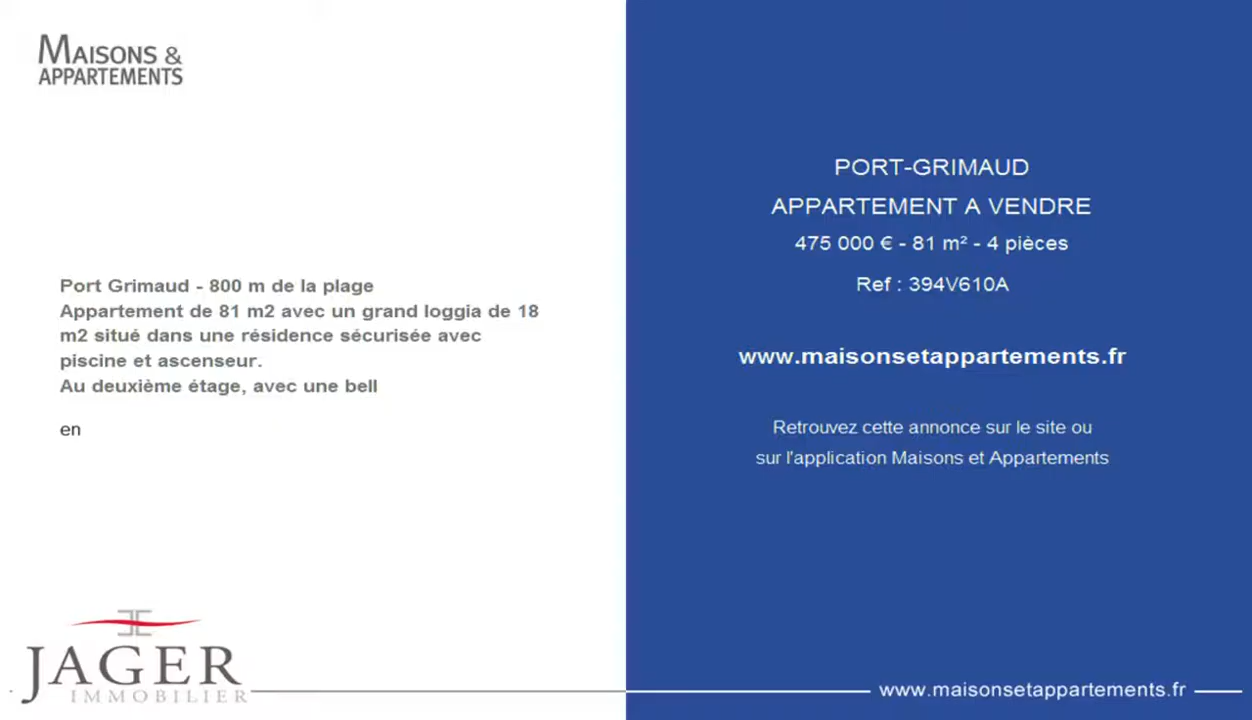 MAISONS &
APPARTEMENTS
Port Grimaud - 800 m de la plage
Appartement de 81 m2 avec un grand loggia de 18
m2 situé dans une résidence sécurisée avec
piscine et ascenseur.
Au deuxième étage, avec une bell
en
JAGER
IMMOBILIER
PORT-GRIMAUD
APPARTEMENT A VENDRE
475 000 € - 81 m² - 4 pièces
Ref : 394V610A
www.maisonsetappartements.fr
Retrouvez cette annonce sur le site ou
sur l'application Maisons et Appartements
www.maisonsetappartements.fr